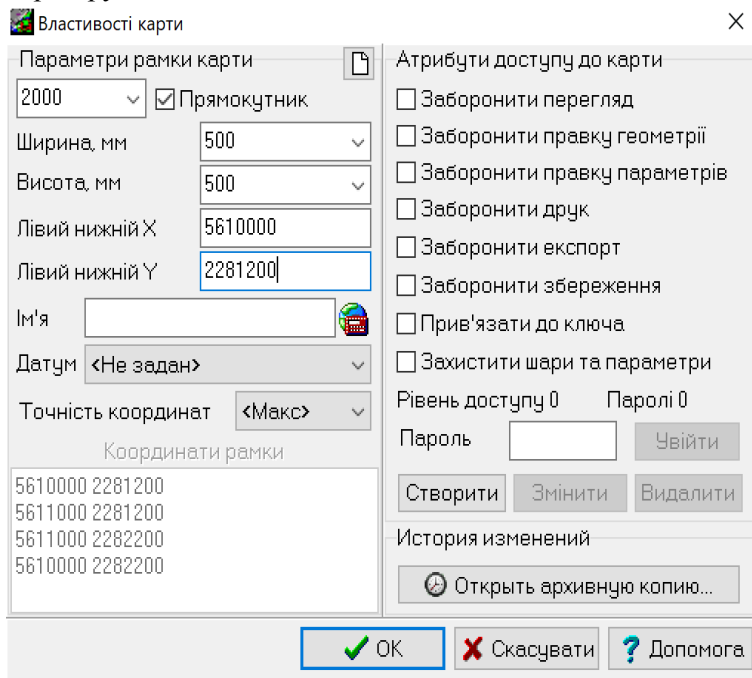 Властивості карти
Параметри рамки карти
2000
Прямокутник
Ширина, мм
500
Висота, мм
500
Лівий нижній X
5610000
Лівий нижній Y
2281200
Ім'я
Датум
<Не задан>
Точність координат
<Макс>
Координати рамки
5610000 2281200
5611000 2281200
5611000 2282200
5610000 2282200
Атрибути доступу до карти
Заборонити перегляд
Заборонити правку геометрії
Заборонити правку параметрів
Заборонити друк
Заборонити експорт
Заборонити збереження
Прив'язати до ключа
Захистити шари та параметри
Рівень доступу 0 Паролі 0
Пароль
Увійти
Створити Змінити Видалити
История изменений
Открыть архивную копию...
OK Скасувати Допомога